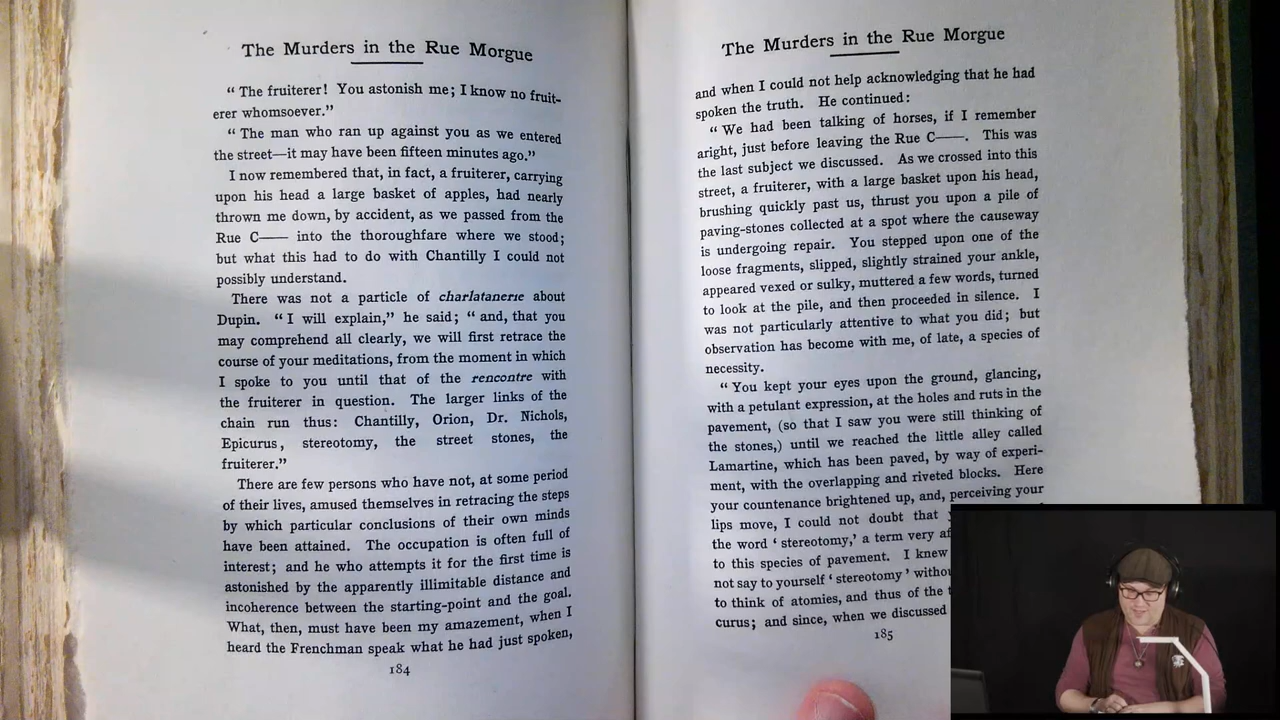 The Murders in the Rue Morgue
“ The fruiterer! You astonish me; I know no fruit-
erer whomsoever.”
“ The man who ran up against you as we entered
the street—it may have been fifteen minutes ago.”
I now remembered that, in fact, a fruiterer, carrying
upon his head a large basket of apples, had nearly
thrown me down, by accident, as we passed from the
Rue C—— into the thoroughfare where we stood;
but what this had to do with Chantilly I could not
possibly understand.
There was not a particle of charlatanerie about
Dupin. “ I will explain,” he said; “ and, that you
may comprehend all clearly, we will first retrace the
course of your meditations, from the moment in which
I spoke to you until that of the rencontre with
the fruiterer in question. The larger links of the
chain run thus: Chantilly, Orion, Dr. Nichols,
Epicurus, stereotomy, the street stones, the
fruiterer.”
There are few persons who have not, at some period
of their lives, amused themselves in retracing the steps
by which particular conclusions of their own minds
have been attained. The occupation is often full of
interest; and he who attempts it for the first time is
astonished by the apparently illimitable distance and
incoherence between the starting-point and the goal.
What, then, must have been my amazement, when I
heard the Frenchman speak what he had just spoken,
184
The Murders in the Rue Morgue
and when I could not help acknowledging that he had
spoken the truth. He continued:
“ We had been talking of horses, if I remember
aright, just before leaving the Rue C——. This was
the last subject we discussed. As we crossed into this
street, a fruiterer, with a large basket upon his head,
brushing quickly past us, thrust you upon a pile of
paving-stones collected at a spot where the causeway
is undergoing repair. You stepped upon one of the
loose fragments, slipped, slightly strained your ankle,
appeared vexed or sulky, muttered a few words, turned
to look at the pile, and then proceeded in silence. I
was not particularly attentive to what you did; but
observation has become with me, of late, a species of
necessity.
“ You kept your eyes upon the ground, glancing,
with a petulant expression, at the holes and ruts in the
pavement, (so that I saw you were still thinking of
the stones,) until we reached the little alley called
Lamartine, which has been paved, by way of experi-
ment, with the overlapping and riveted blocks. Here
your countenance brightened up, and, perceiving your
lips move, I could not doubt that
the word ‘ stereotomy,’ a term very
to this species of pavement. I knew
not say to yourself ‘ stereotomy ’
to think of atomies, and thus of the
curus; and since, when we discussed
185